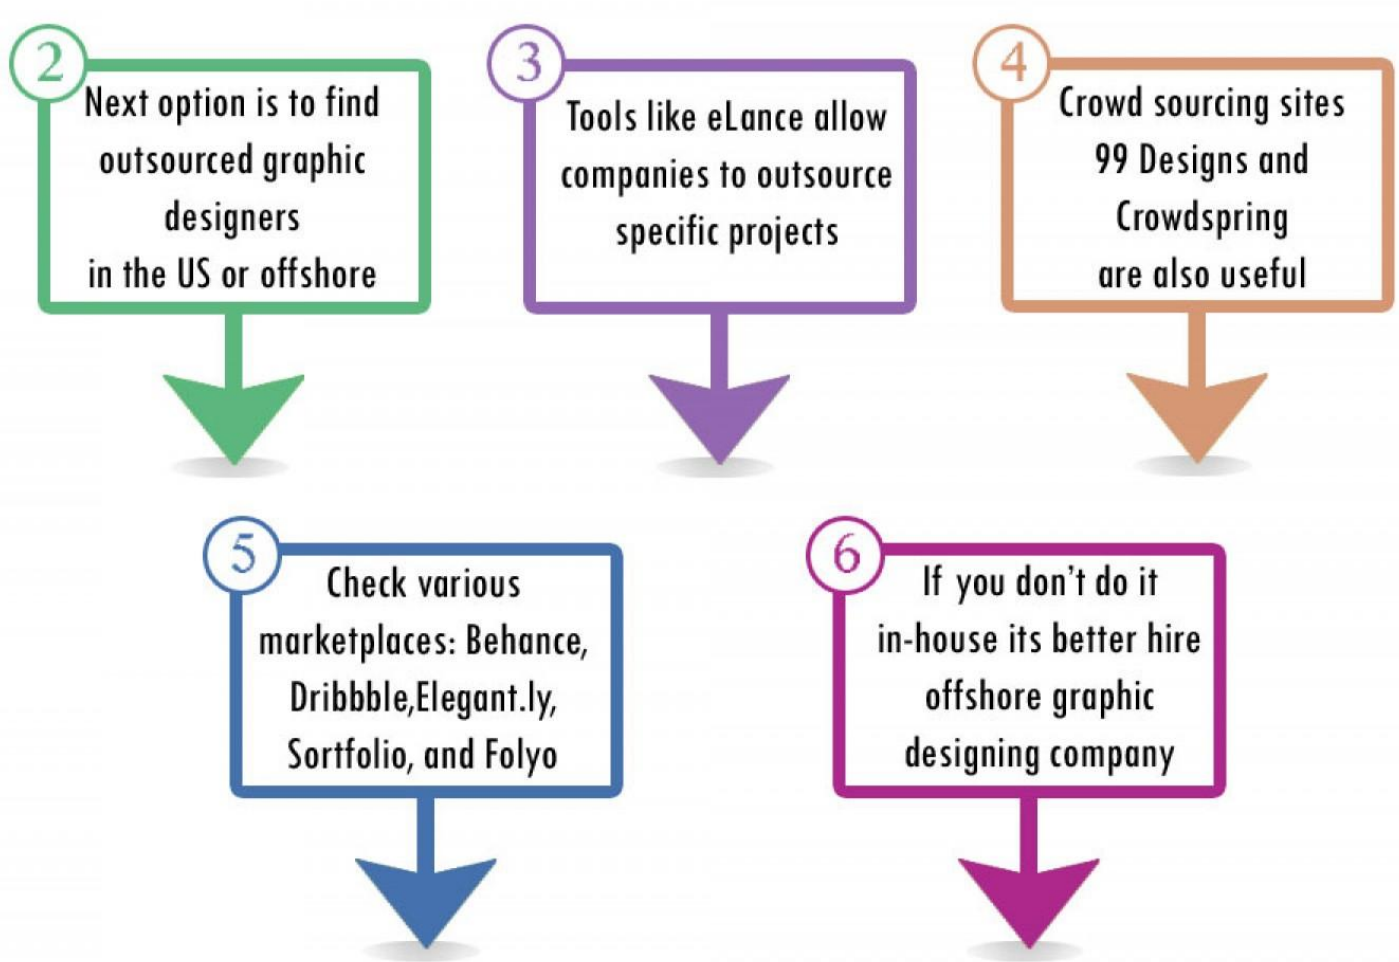 2
Next option is to find
outsourced graphic
designers
in the US or offshore
3
Tools like eLance allow
companies to outsource
specific projects
4
Crowd sourcing sites
99 Designs and
Crowdspring
are also useful
5
Check various
marketplaces: Behance,
Dribbble,Elegant.ly,
Sortfolio, and Folyo
6
If you don't do it
in-house its better hire
offshore graphic
designing company